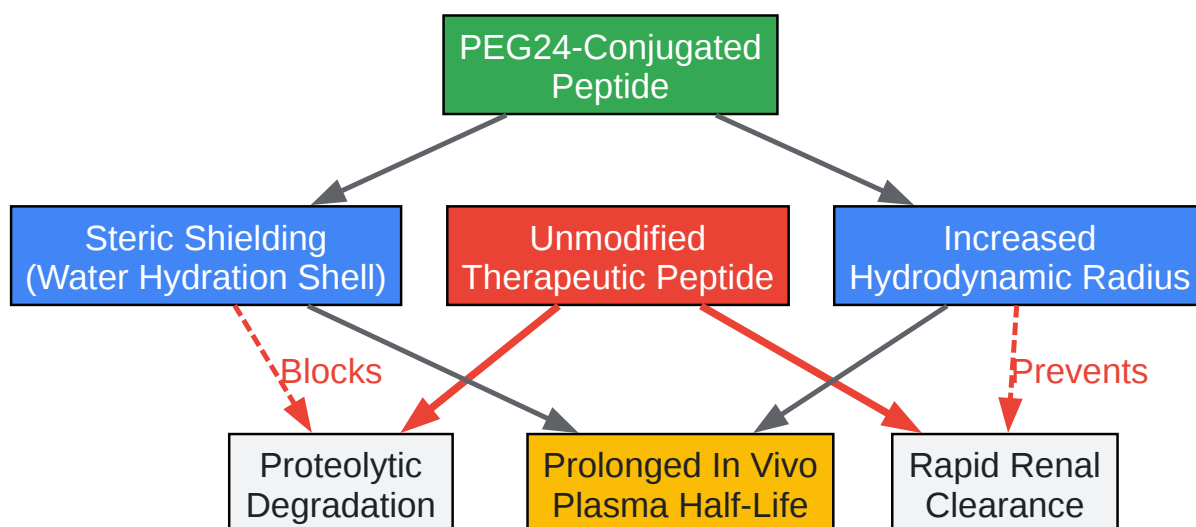 PEG24-Conjugated
Peptide
Steric Shielding
(Water Hydration Shell)
Unmodified
Therapeutic Peptide
Increased
Hydrodynamic Radius
Blocks
Prevents
Proteolytic
Degradation
Prolonged In Vivo
Plasma Half-Life
Rapid Renal
Clearance